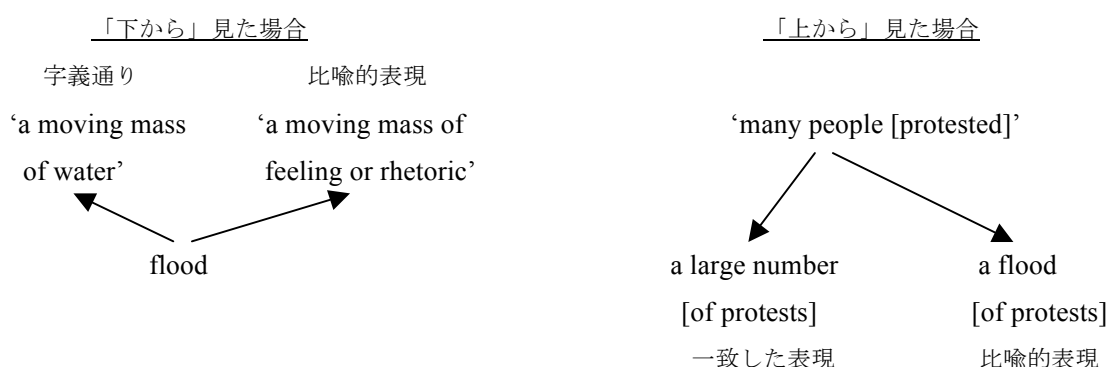 「下から」見た場合
字義通り
比喩的表現
‘a moving mass
of water’
‘a moving mass of
feeling or rhetoric’
flood
「上から」見た場合
‘many people [protested]’
a large number
[of protests]
一致した表現
a flood
[of protests]
比喩的表現